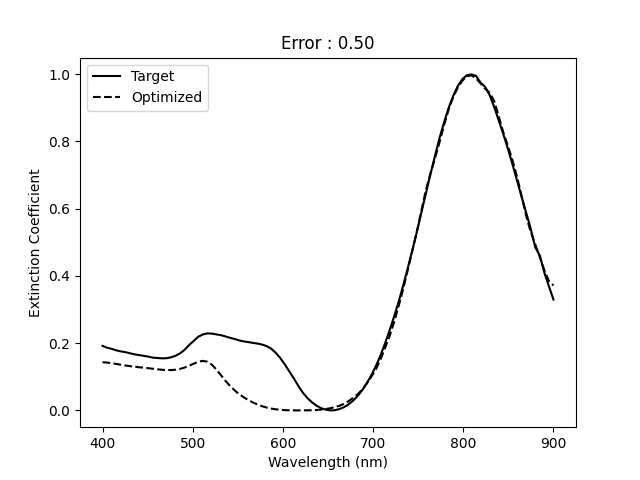 Error : 0.50
Target
Optimized
1.0
0.8
0.6
0.4
0.2
0.0
Extinction Coefficient
400 500 600 700 800 900
Wavelength (nm)